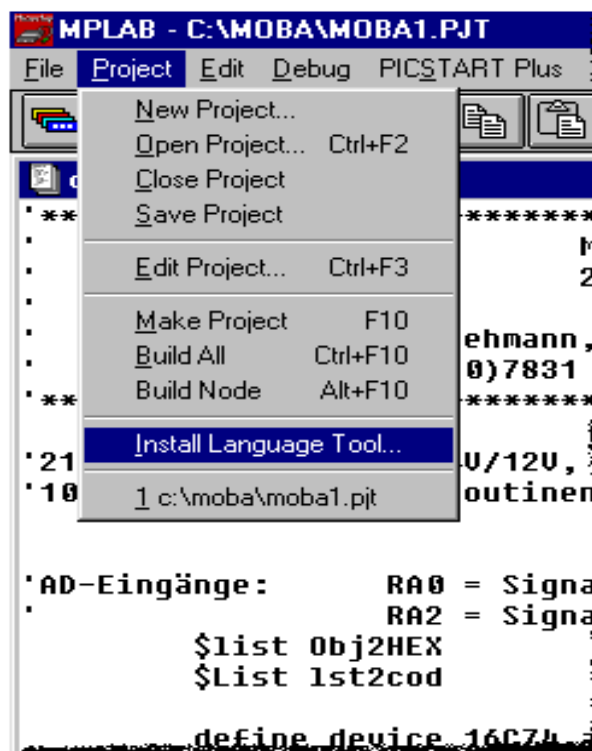 MPLAB - C:\MOBA\MOBA1.PJT
File Project Edit Debug PICSTART Plus
New Project...
Open Project... Ctrl+F2
Close Project
Save Project
Edit Project... Ctrl+F3
Make Project F10
Build All Ctrl+F10
Build Node Alt+F10
Install Language Tool...
1 c:\moba\moba1.pjt
'** *******
' M
' 2
'
' ehmann,
' 0)7831
'** *******
'21 V/12V,
'10 outinen
'AD-Eingänge: RA0 = Signa
' RA2 = Signa
$list Obj2HEX
$List lst2cod
define device 16C74